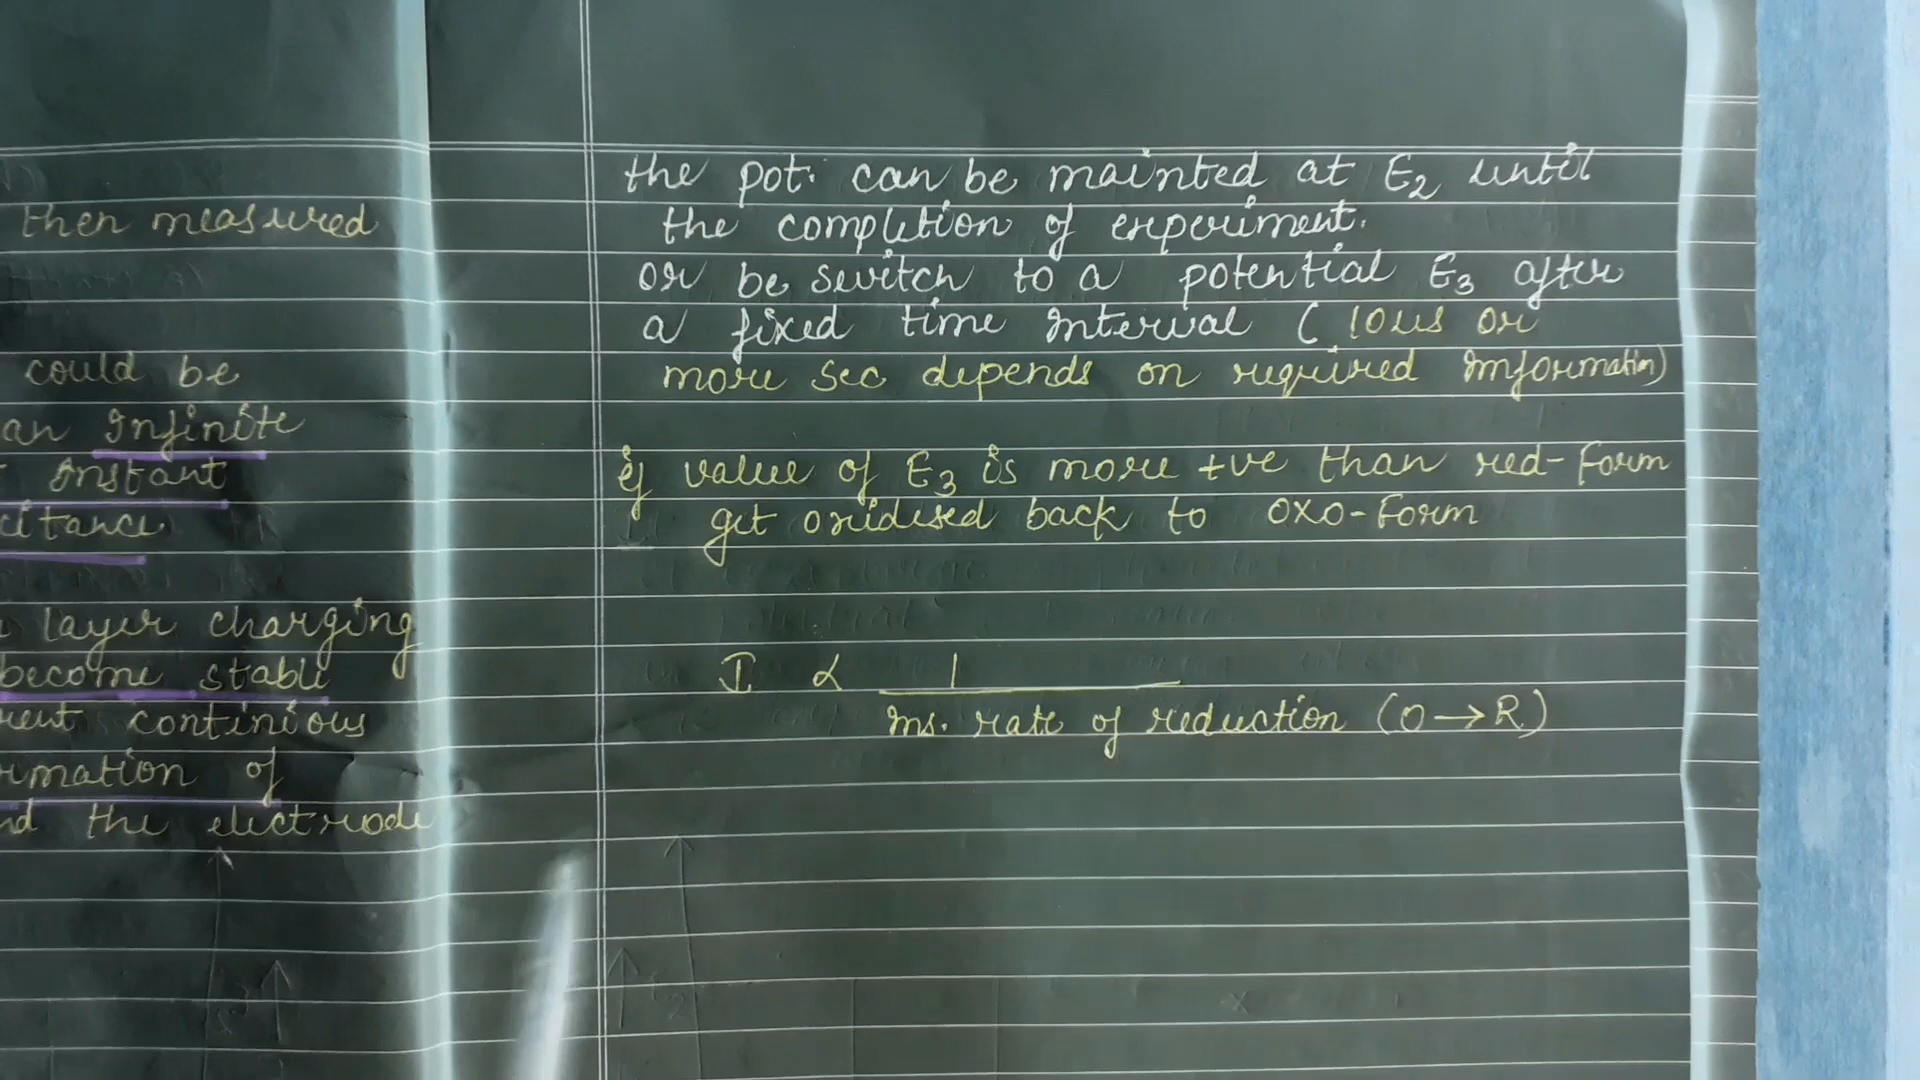 then measured
could be
an Infinite
Instant
citance
layer charging
become stable
rent continious
rmation of
nd the electrode
the pot. can be mainted at E2 until
the completion of experiment.
or be switch to a potential E3 after
a fixed time Interval ( 10us or
more sec depends on required Information)
if value of E3 is more +ve than red-form
get oxidised back to oxo-form
I ∝ 1
Ins. rate of reduction (O→R)